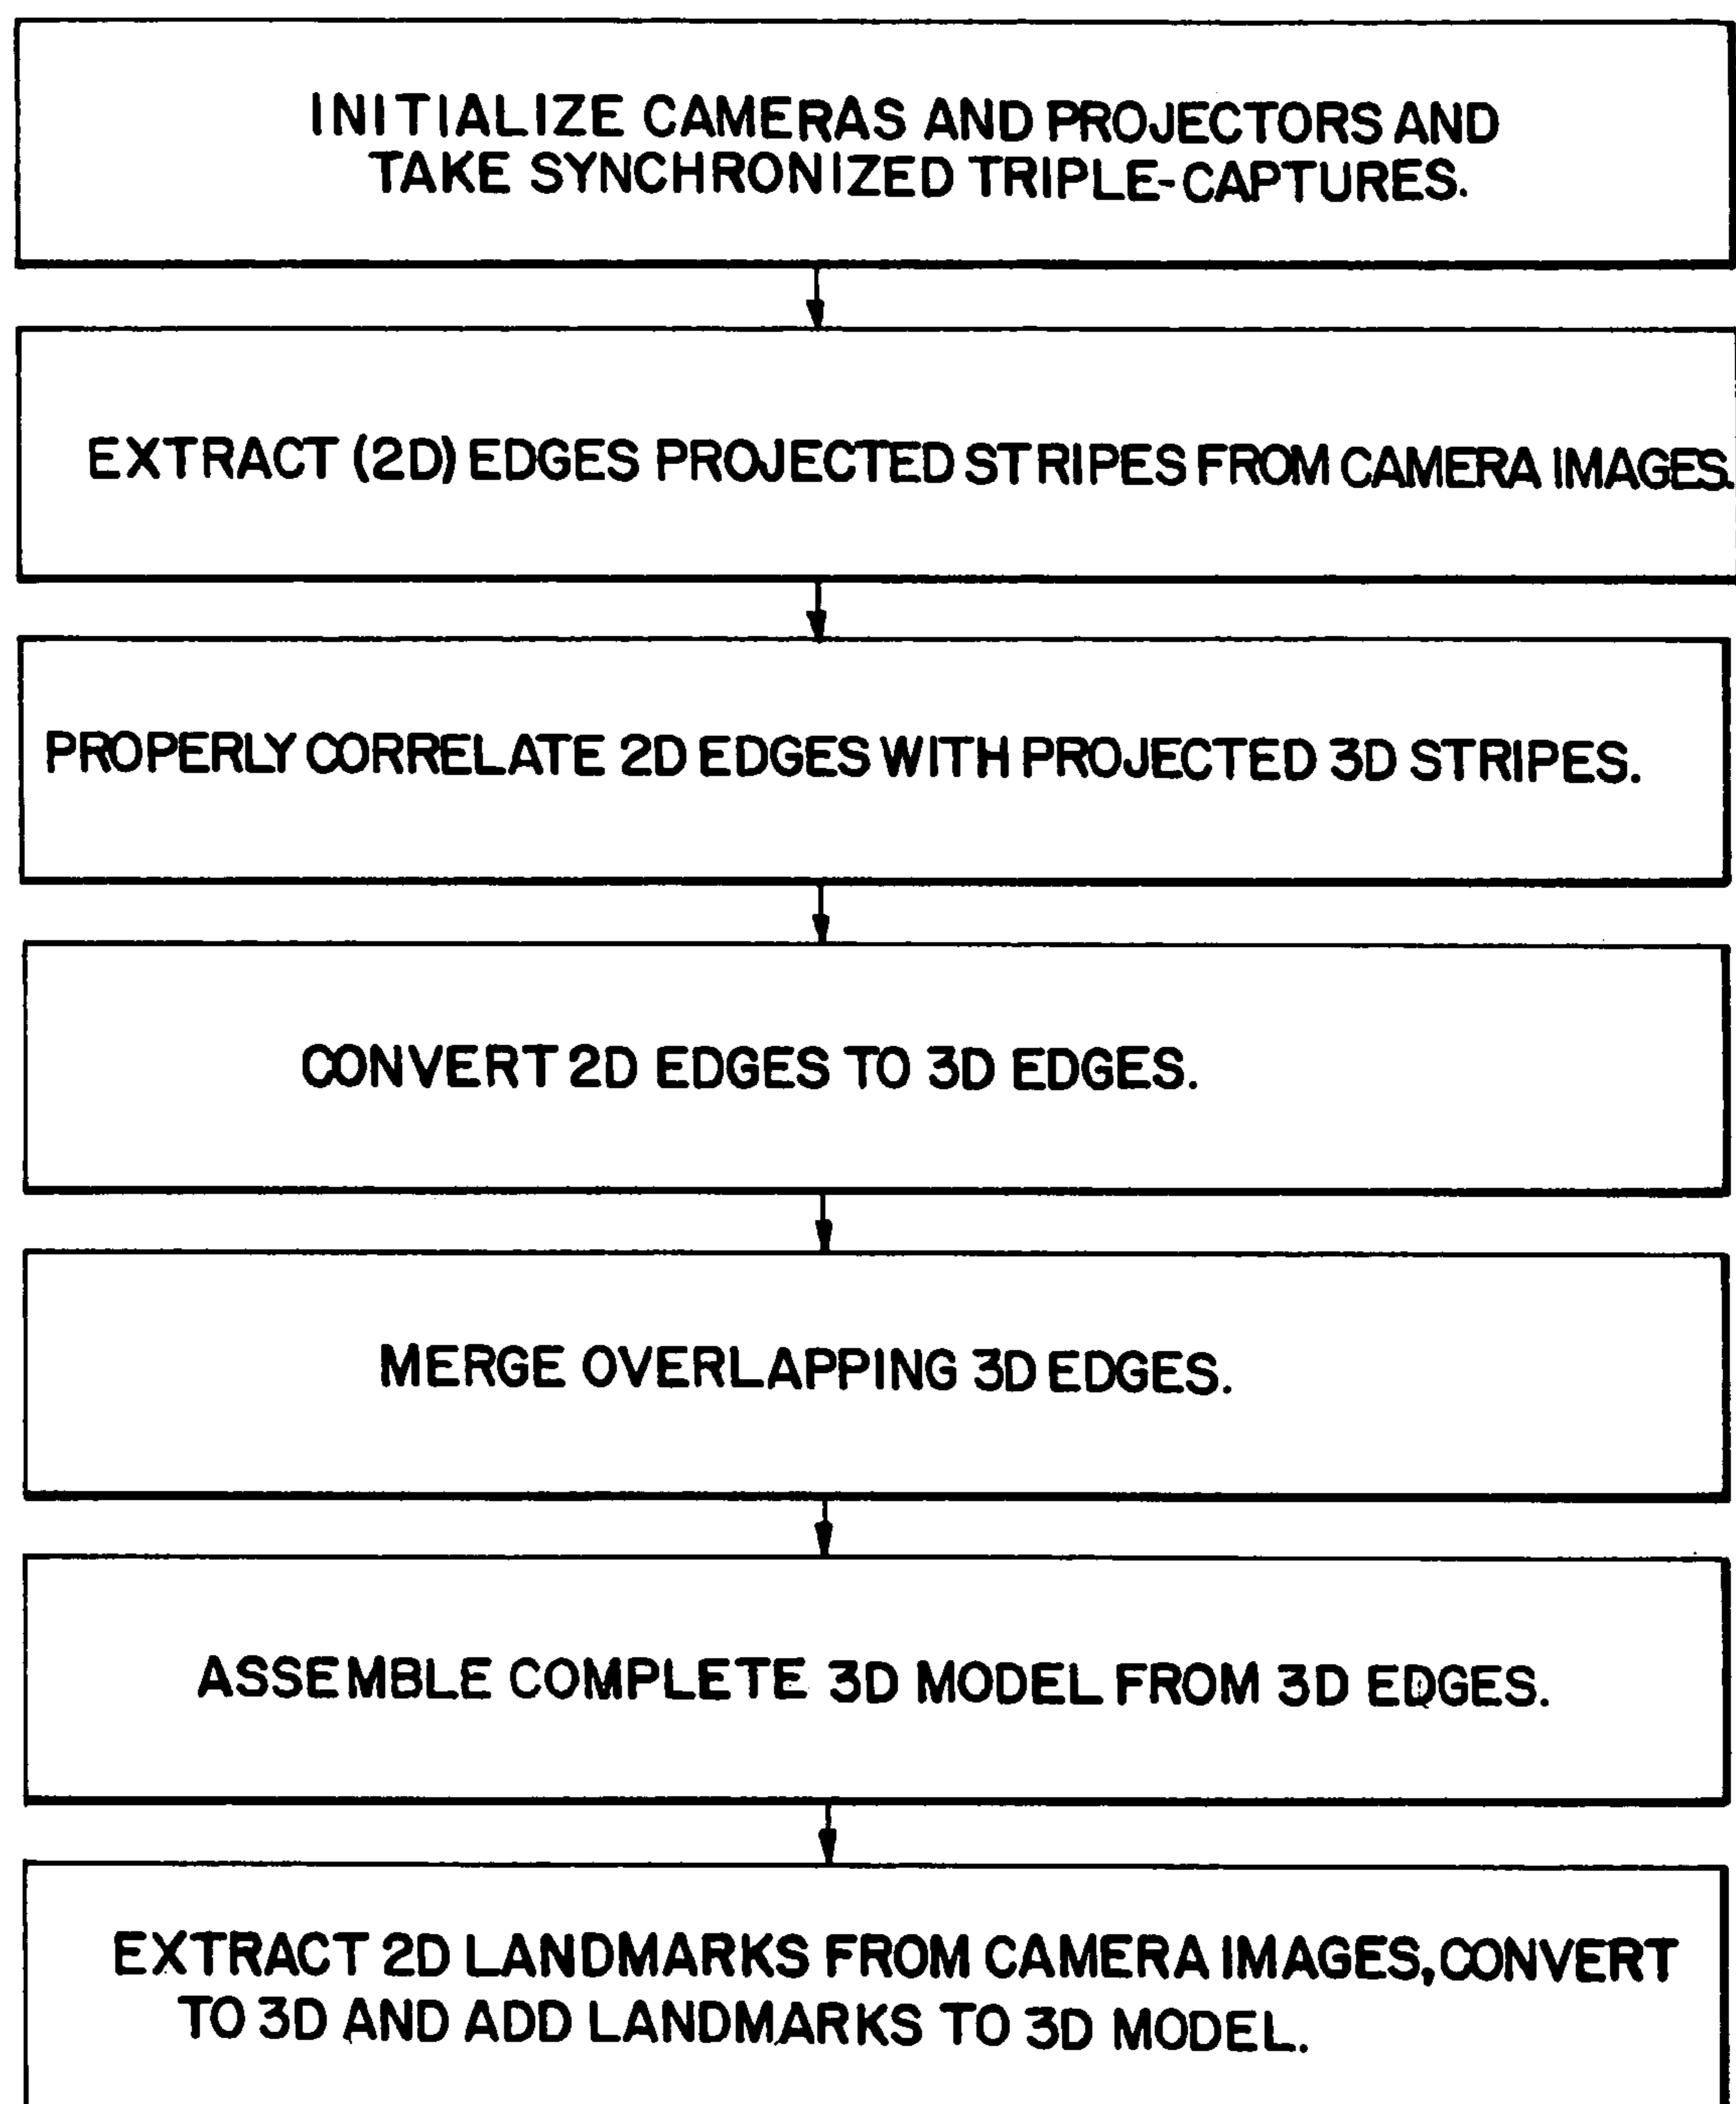 INITIALIZE CAMERAS AND PROJECTORS AND
TAKE SYNCHRONIZED TRIPLE-CAPTURES.
EXTRACT (2D) EDGES PROJECTED STRIPES FROM CAMERA IMAGES.
PROPERLY CORRELATE 2D EDGES WITH PROJECTED 3D STRIPES.
CONVERT 2D EDGES TO 3D EDGES.
MERGE OVERLAPPING 3D EDGES.
ASSEMBLE COMPLETE 3D MODEL FROM 3D EDGES.
EXTRACT 2D LANDMARKS FROM CAMERA IMAGES, CONVERT
TO 3D AND ADD LANDMARKS TO 3D MODEL.